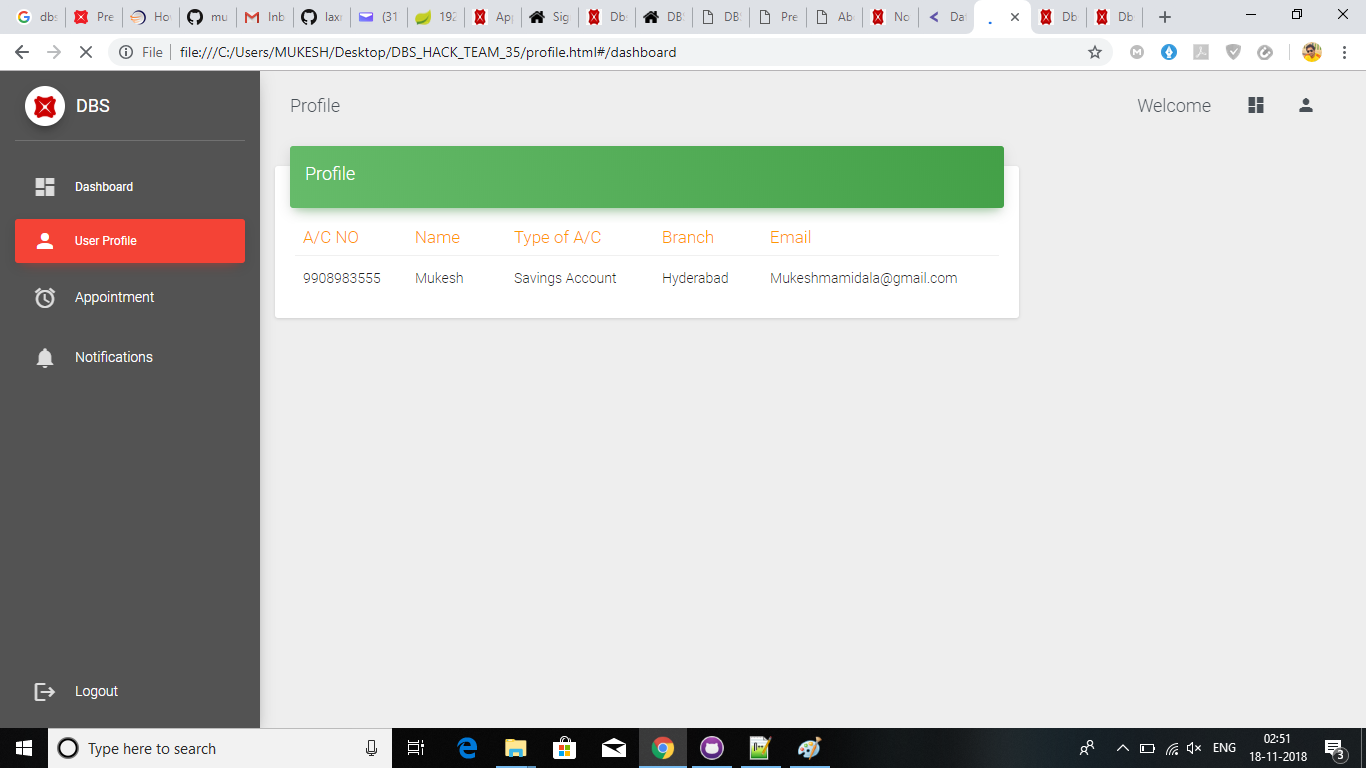 dbs Pre Ho mu Inb laxr (31 192 Ap Sig Db DB DB Pre Ab No Dat Db Db
File file:///C:/Users/MUKESH/Desktop/DBS_HACK_TEAM_35/profile.html#/dashboard
DBS
Profile Welcome
Dashboard
User Profile
Appointment
Notifications
Logout
Profile
A/C NO Name Type of A/C Branch Email
9908983555 Mukesh Savings Account Hyderabad Mukeshmamidala@gmail.com
Type here to search
ENG
02:51
18-11-2018
3